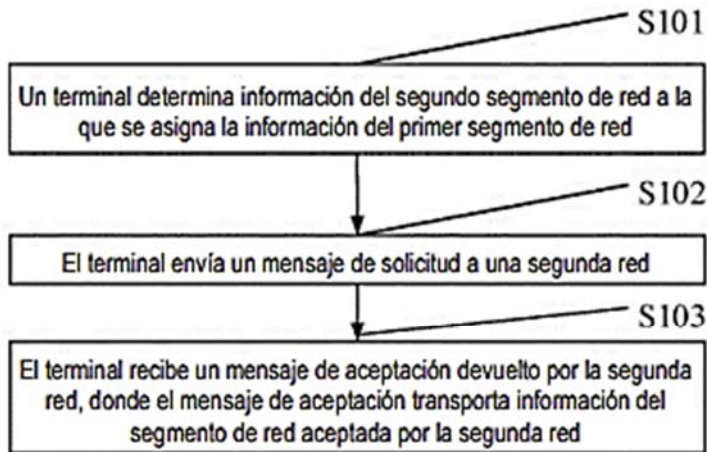 S101
Un terminal determina información del segundo segmento de red a la
que se asigna la información del primer segmento de red
S102
El terminal envía un mensaje de solicitud a una segunda red
S103
El terminal recibe un mensaje de aceptación devuelto por la segunda
red, donde el mensaje de aceptación transporta información del
segmento de red aceptada por la segunda red